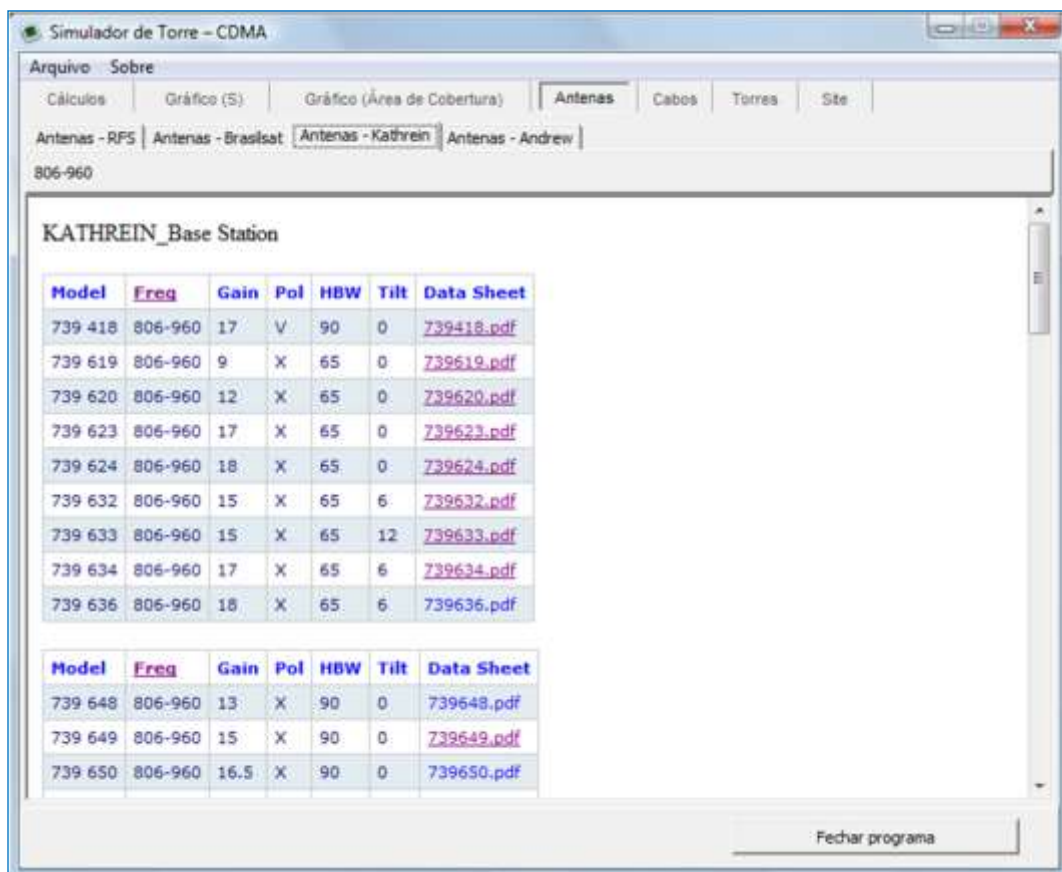 Simulador de Torre – CDMA
Arquivo Sobre
Cálculos Gráfico (S) Gráfico (Área de Cobertura) Antenas Cabos Torres Site
Antenas - RFS Antenas - Brasilsat Antenas - Kathrein Antenas - Andrew
806-960
KATHREIN_Base Station
Model Freq Gain Pol HBW Tilt Data Sheet
739 418 806-960 17 V 90 0 739418.pdf
739 619 806-960 9 X 65 0 739619.pdf
739 620 806-960 12 X 65 0 739620.pdf
739 623 806-960 17 X 65 0 739623.pdf
739 624 806-960 18 X 65 0 739624.pdf
739 632 806-960 15 X 65 6 739632.pdf
739 633 806-960 15 X 65 12 739633.pdf
739 634 806-960 17 X 65 6 739634.pdf
739 636 806-960 18 X 65 6 739636.pdf
Model Freq Gain Pol HBW Tilt Data Sheet
739 648 806-960 13 X 90 0 739648.pdf
739 649 806-960 15 X 90 0 739649.pdf
739 650 806-960 16.5 X 90 0 739650.pdf
Fechar programa